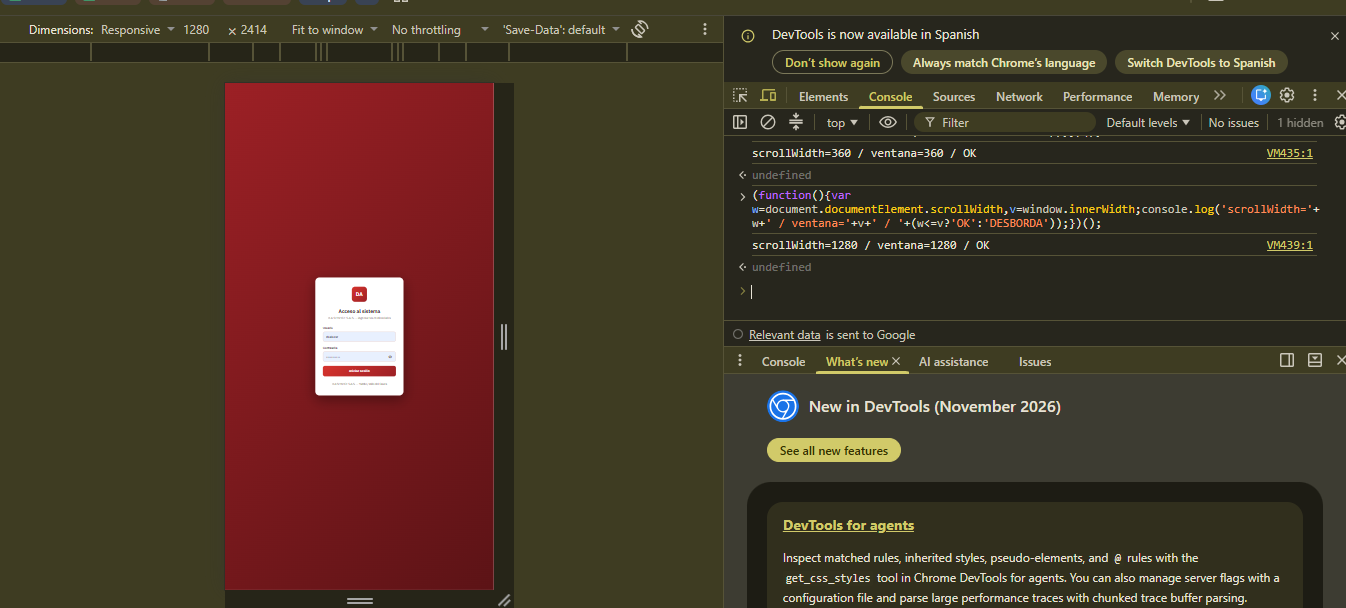 Dimensions: Responsive 1280 × 2414 Fit to window No throttling 'Save-Data': default
DevTools is now available in Spanish
Don't show again Always match Chrome's language Switch DevTools to Spanish
Elements Console Sources Network Performance Memory
top Filter Default levels No issues 1 hidden
scrollWidth=360 / ventana=360 / OK VM435:1
undefined
(function(){var
w=document.documentElement.scrollWidth,v=window.innerWidth;console.log('scrollWidth='+
w+' / ventana='+v+' / '+(w<=v?'OK':'DESBORDA'));})();
scrollWidth=1280 / ventana=1280 / OK VM439:1
undefined
Relevant data is sent to Google
Console What's new AI assistance Issues
New in DevTools (November 2026)
See all new features
DevTools for agents
Inspect matched rules, inherited styles, pseudo-elements, and @ rules with the
get_css_styles tool in Chrome DevTools for agents. You can also manage server flags with a
configuration file and parse large performance traces with chunked trace buffer parsing.
DA
Acceso al sistema